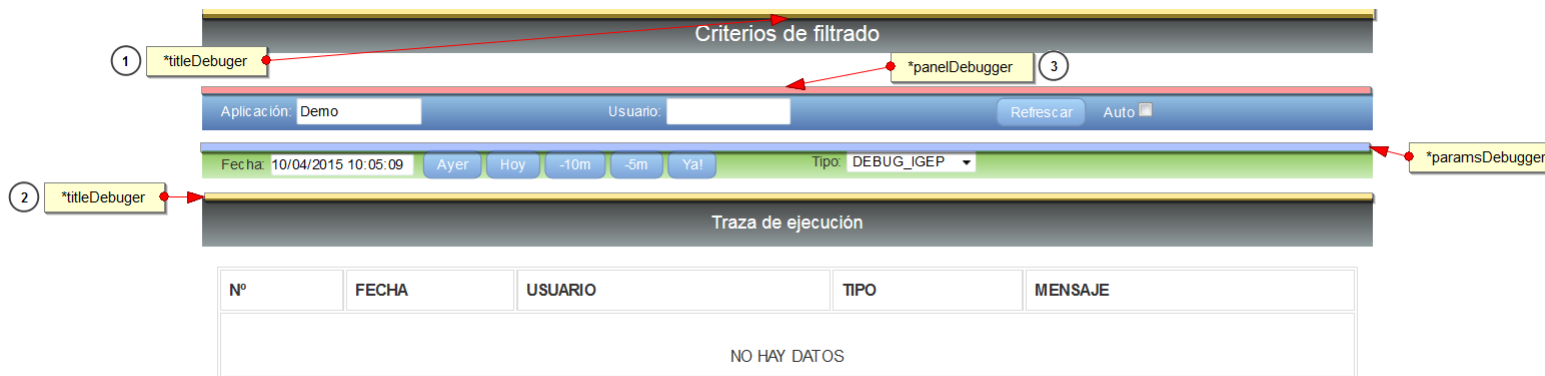 Criterios de filtrado
1 *titleDebuger
*panelDebugger 3
Aplicación: Demo Usuario: Refrescar Auto
Fecha: 10/04/2015 10:05:09 Ayer Hoy -10m -5m Ya! Tipo: DEBUG_IGEP
*paramsDebugger
2 *titleDebuger
Traza de ejecución
Nº FECHA USUARIO TIPO MENSAJE
NO HAY DATOS